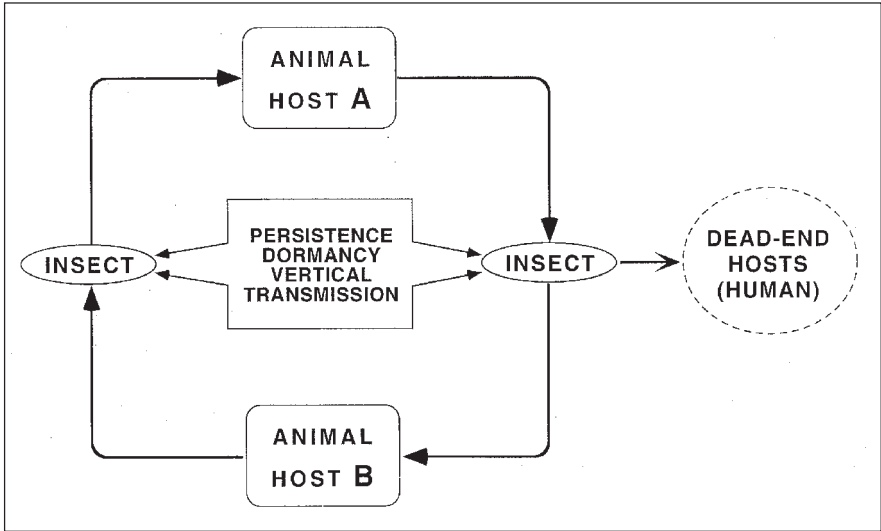 ANIMAL
HOST A
PERSISTENCE
DORMANCY
VERTICAL
TRANSMISSION
INSECT
INSECT
DEAD-END
HOSTS
(HUMAN)
ANIMAL
HOST B